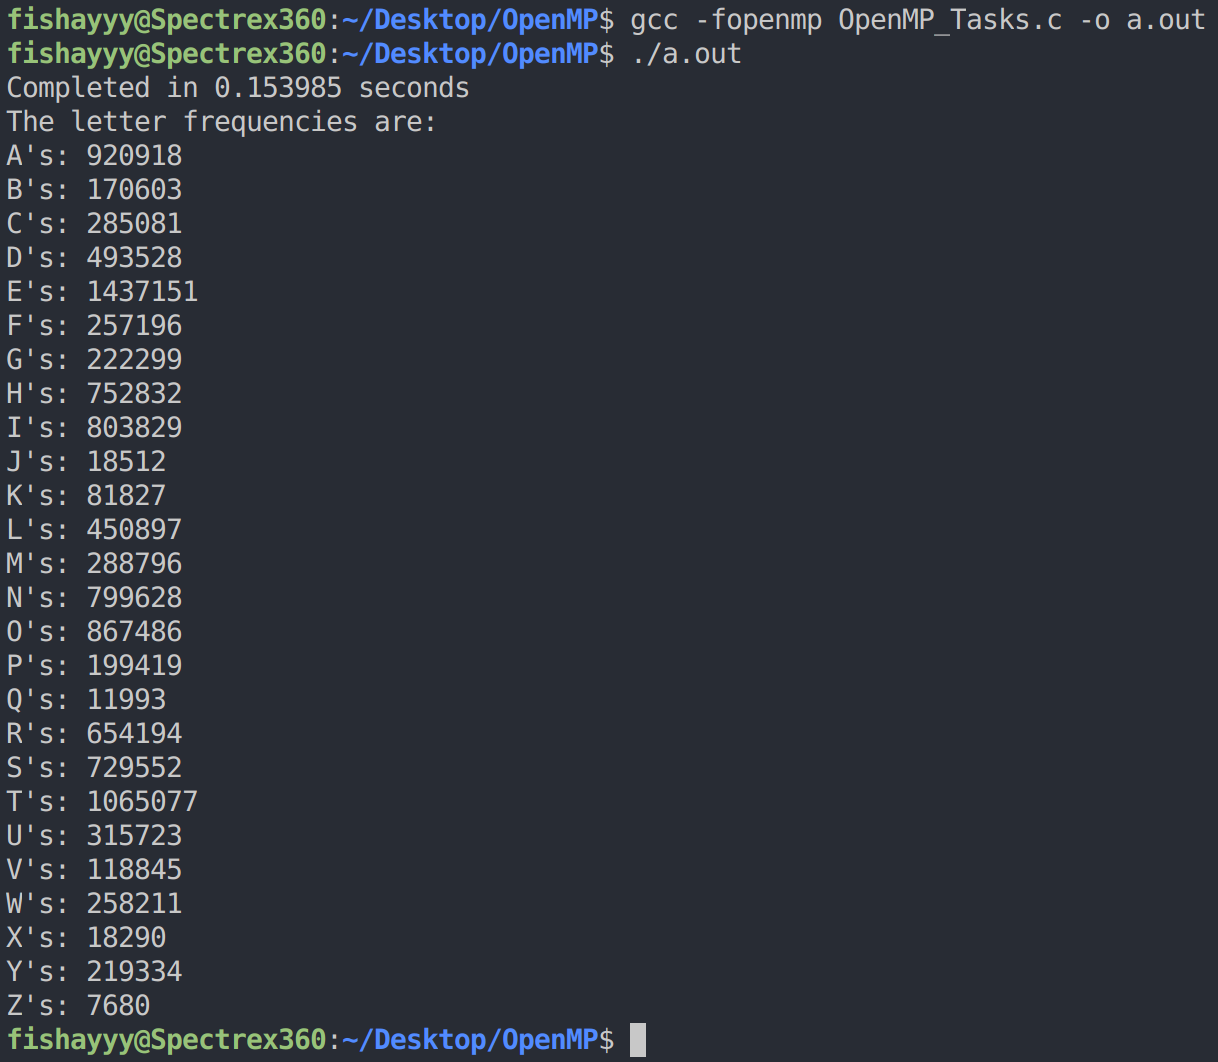 fishayyy@Spectrex360:~/Desktop/OpenMP$ gcc -fopenmp OpenMP_Tasks.c -o a.out
fishayyy@Spectrex360:~/Desktop/OpenMP$ ./a.out
Completed in 0.153985 seconds
The letter frequencies are:
A's: 920918
B's: 170603
C's: 285081
D's: 493528
E's: 1437151
F's: 257196
G's: 222299
H's: 752832
I's: 803829
J's: 18512
K's: 81827
L's: 450897
M's: 288796
N's: 799628
O's: 867486
P's: 199419
Q's: 11993
R's: 654194
S's: 729552
T's: 1065077
U's: 315723
V's: 118845
W's: 258211
X's: 18290
Y's: 219334
Z's: 7680
fishayyy@Spectrex360:~/Desktop/OpenMP$